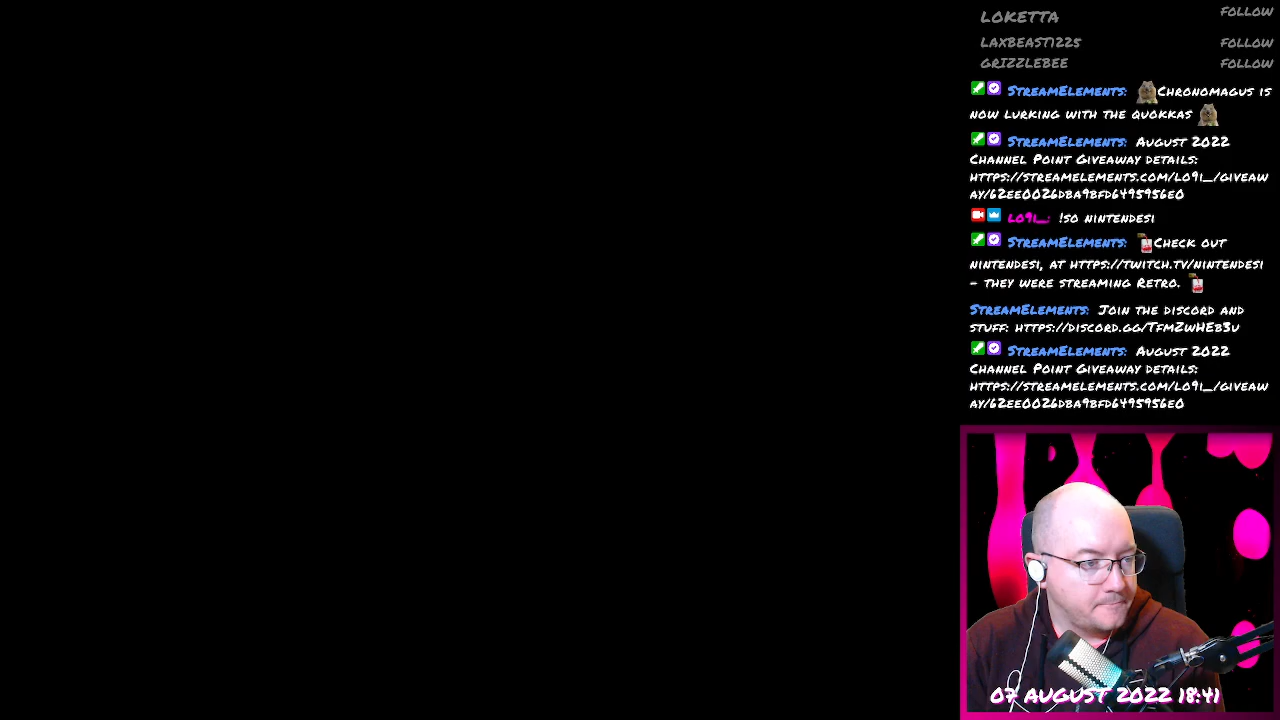 LOKETTA FOLLOW
LAXBEAST1225 FOLLOW
GRIZZLEBEE FOLLOW
StreamElements: Chronomagus is
now lurking with the quokkas
StreamElements: August 2022
Channel Point Giveaway details:
https://streamelements.com/lo9i_/giveaw
ay/62ee0026dba9bfd6495956e0
lo9i_: !so nintendesi
StreamElements: Check out
nintendesi, at https://twitch.tv/nintendesi
- they were streaming Retro.
StreamElements: Join the discord and
stuff: https://discord.gg/TfmZwHEb3u
StreamElements: August 2022
Channel Point Giveaway details:
https://streamelements.com/lo9i_/giveaw
ay/62ee0026dba9bfd6495956e0
07 AUGUST 2022 18:41